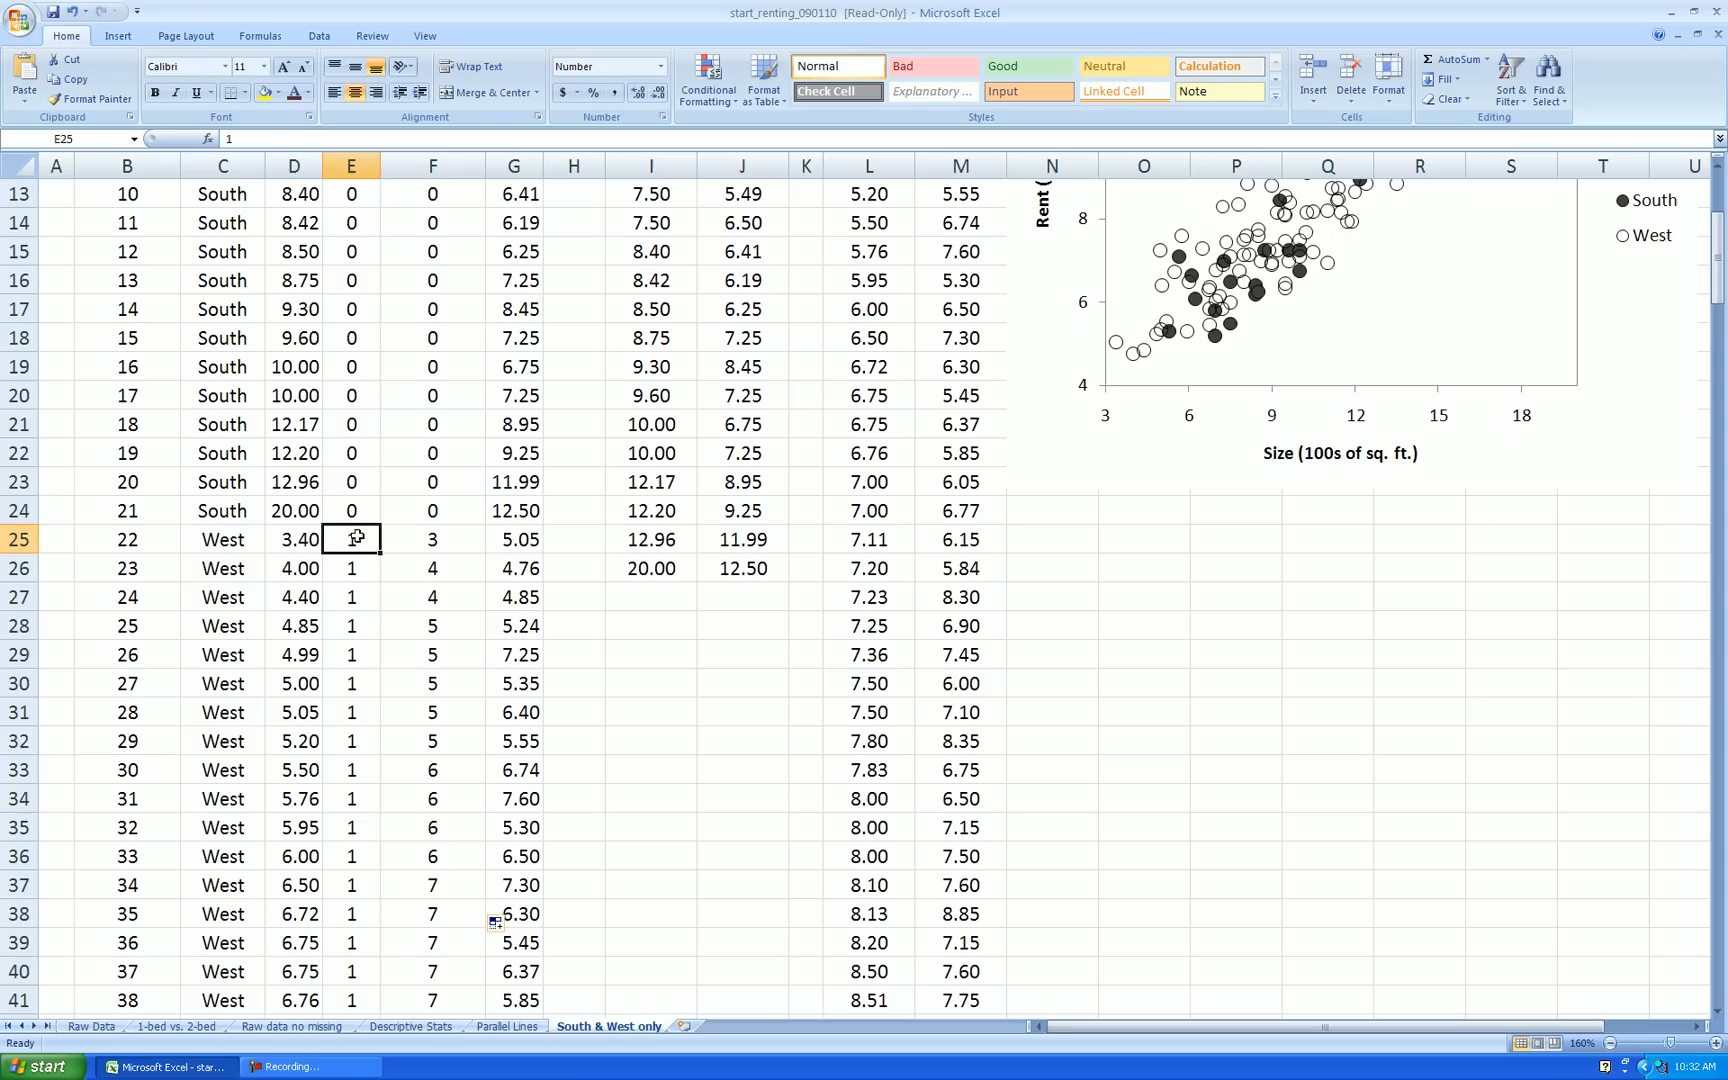 start_renting_090110 [Read-Only] - Microsoft Excel
Home Insert Page Layout Formulas Data Review View
Paste Cut Copy Format Painter Calibri 11 Wrap Text Merge & Center Number Conditional Formatting Format as Table Normal Bad Good Neutral Calculation Check Cell Explanatory ... Input Linked Cell Note Insert Delete Format AutoSum Fill Clear Sort & Filter Find & Select
Clipboard Font Alignment Number Styles Cells Editing
E25 fx 1
A B C D E F G H I J K L M N O P Q R S T U
13 10 South 8.40 0 0 6.41 7.50 5.49 5.20 5.55
14 11 South 8.42 0 0 6.19 7.50 6.50 5.50 6.74
15 12 South 8.50 0 0 6.25 8.40 6.41 5.76 7.60
16 13 South 8.75 0 0 7.25 8.42 6.19 5.95 5.30
17 14 South 9.30 0 0 8.45 8.50 6.25 6.00 6.50
18 15 South 9.60 0 0 7.25 8.75 7.25 6.50 7.30
19 16 South 10.00 0 0 6.75 9.30 8.45 6.72 6.30
20 17 South 10.00 0 0 7.25 9.60 7.25 6.75 5.45
21 18 South 12.17 0 0 8.95 10.00 6.75 6.75 6.37
22 19 South 12.20 0 0 9.25 10.00 7.25 6.76 5.85
23 20 South 12.96 0 0 11.99 12.17 8.95 7.00 6.05
24 21 South 20.00 0 0 12.50 12.20 9.25 7.00 6.77
25 22 West 3.40 1 3 5.05 12.96 11.99 7.11 6.15
26 23 West 4.00 1 4 4.76 20.00 12.50 7.20 5.84
27 24 West 4.40 1 4 4.85 7.23 8.30
28 25 West 4.85 1 5 5.24 7.25 6.90
29 26 West 4.99 1 5 7.25 7.36 7.45
30 27 West 5.00 1 5 5.35 7.50 6.00
31 28 West 5.05 1 5 6.40 7.50 7.10
32 29 West 5.20 1 5 5.55 7.80 8.35
33 30 West 5.50 1 6 6.74 7.83 6.75
34 31 West 5.76 1 6 7.60 8.00 6.50
35 32 West 5.95 1 6 5.30 8.00 7.15
36 33 West 6.00 1 6 6.50 8.00 7.50
37 34 West 6.50 1 7 7.30 8.10 7.60
38 35 West 6.72 1 7 6.30 8.13 8.85
39 36 West 6.75 1 7 5.45 8.20 7.15
40 37 West 6.75 1 7 6.37 8.50 7.60
41 38 West 6.76 1 7 5.85 8.51 7.75
Rent (
8
6
4
3 6 9 12 15 18
Size (100s of sq. ft.)
South
West
Raw Data 1-bed vs. 2-bed Raw data no missing Descriptive Stats Parallel Lines South & West only
Ready 160%
start Microsoft Excel - star... Recording... 10:32 AM